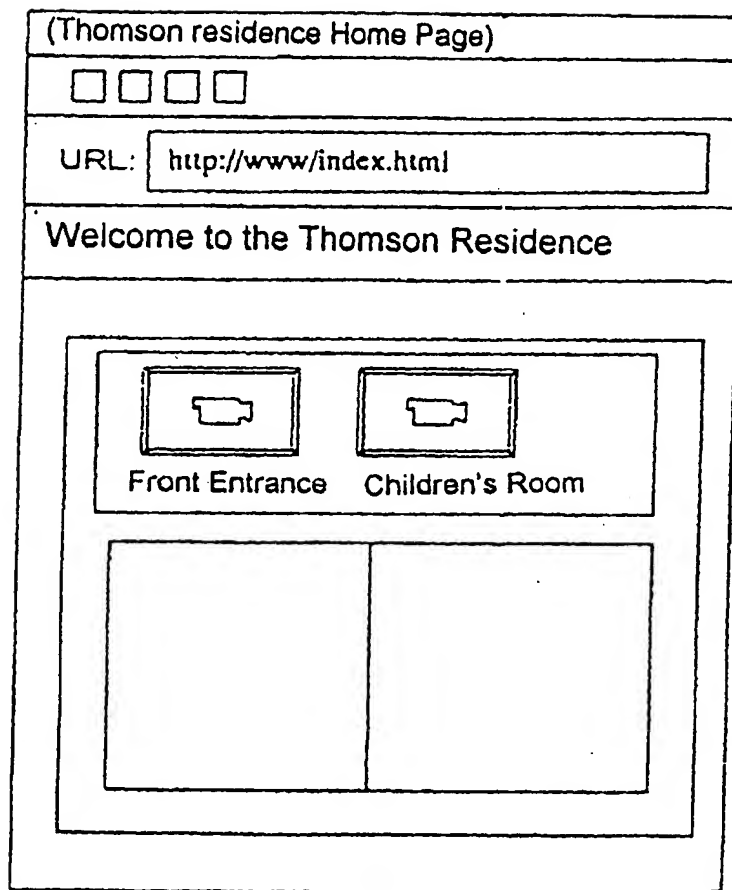 (Thomson residence Home Page)
URL: http://www/index.html
Welcome to the Thomson Residence
Front Entrance Children's Room